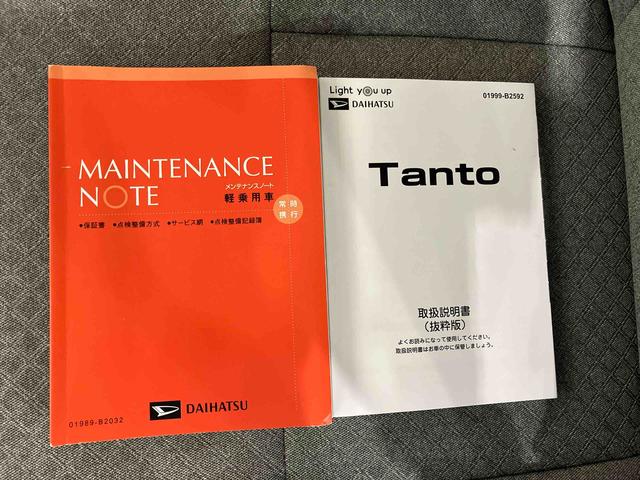 MAINTENANCE
NOTE
メンテナンスノート
軽乗用車
常時
携行
●保証書 ●点検整備方式 ●サービス網 ●点検整備記録簿
DAIHATSU
01989-B2032
Light you up
DAIHATSU
01999-B2592
Tanto
取扱説明書
（抜粋版）
よくお読みになって使用してください。
取扱説明書はお車の中に保管しましょう。